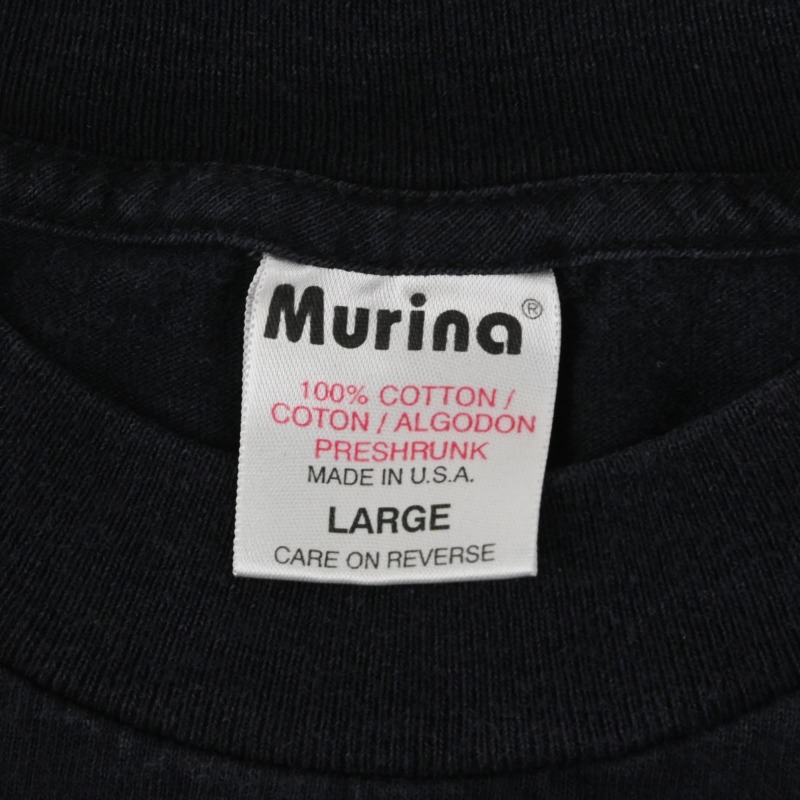 Murina®
100% COTTON /
COTON / ALGODON
PRESHRUNK
MADE IN U.S.A.
LARGE
CARE ON REVERSE